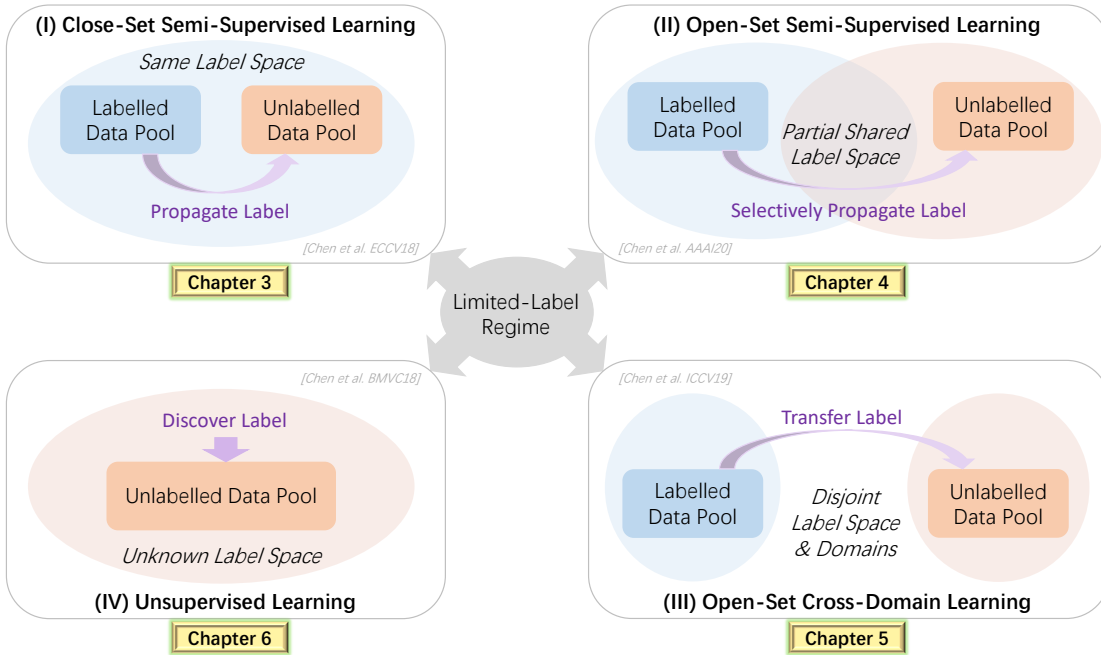 (I) Close-Set Semi-Supervised Learning
Same Label Space
Labelled
Data Pool
Unlabelled
Data Pool
Propagate Label
[Chen et al. ECCV18]
Chapter 3
(II) Open-Set Semi-Supervised Learning
Labelled
Data Pool
Partial Shared
Label Space
Unlabelled
Data Pool
Selectively Propagate Label
[Chen et al. AAAI20]
Chapter 4
Limited-Label
Regime
[Chen et al. BMVC18]
Discover Label
Unlabelled Data Pool
Unknown Label Space
(IV) Unsupervised Learning
Chapter 6
[Chen et al. ICCV19]
Transfer Label
Labelled
Data Pool
Disjoint
Label Space
& Domains
Unlabelled
Data Pool
(III) Open-Set Cross-Domain Learning
Chapter 5